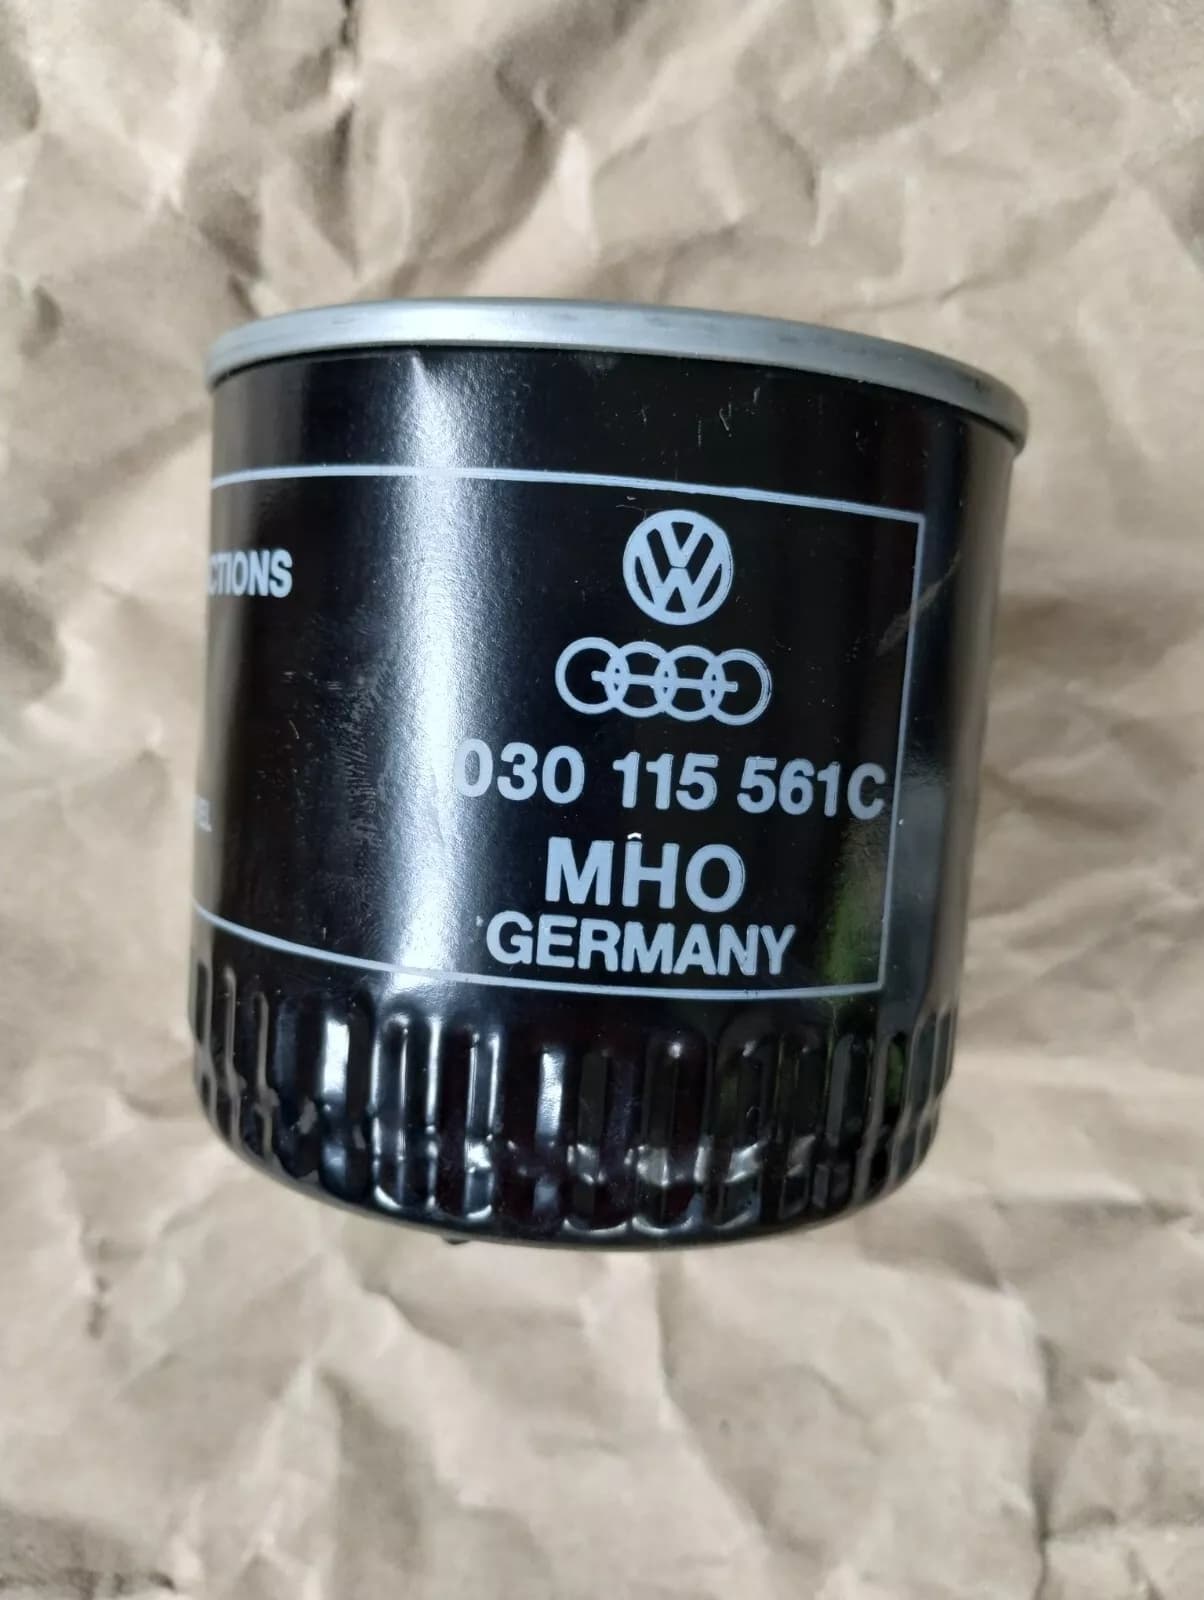 CTIONS
030 115 561C
MHO
GERMANY